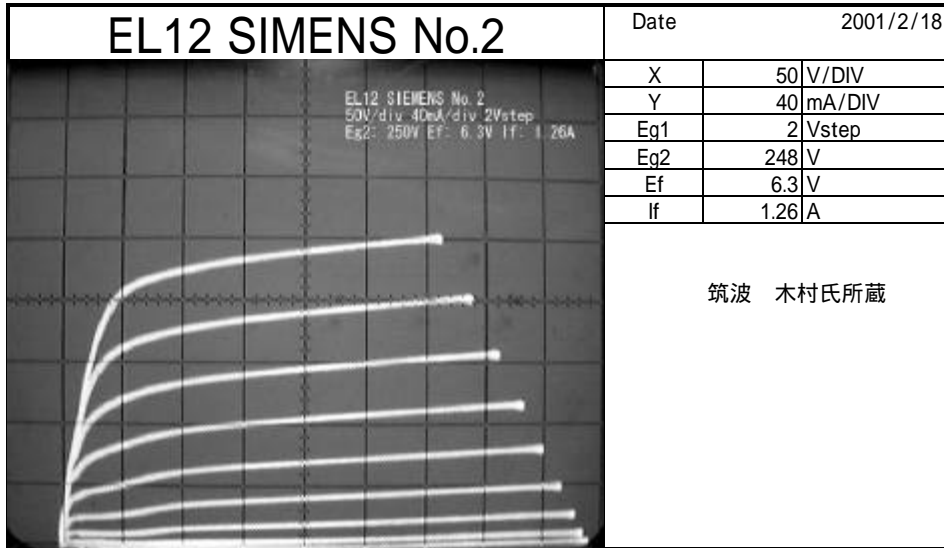 EL12 SIMENS No.2
Date 2001/2/18
EL12 SIEMENS No.2
50V/div 40mA/div 2Vstep
Eg2: 250V Ef: 6.3V If: 1.26A
X 50 V/DIV
Y 40 mA/DIV
Eg1 2 Vstep
Eg2 248 V
Ef 6.3 V
If 1.26 A
筑波 木村氏所蔵